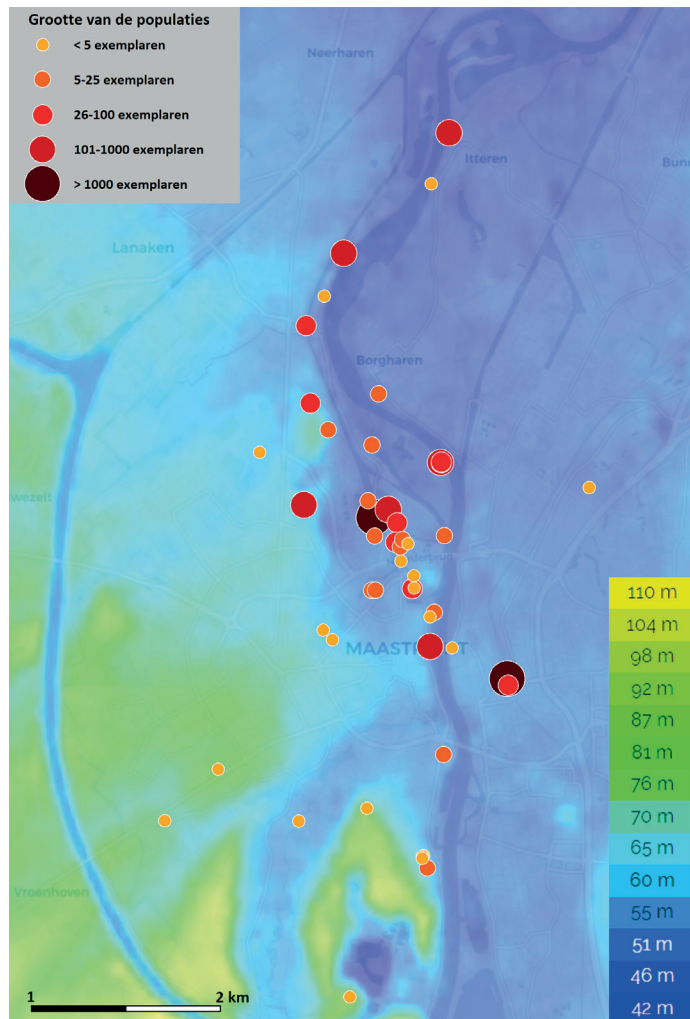 Grootte van de populaties
< 5 exemplaren
5-25 exemplaren
26-100 exemplaren
101-1000 exemplaren
> 1000 exemplaren
Neerharen
Itteren
Bun
Lanaken
Borgharen
wezelt
MAAST
T
Vroenhoven
110 m
104 m
98 m
92 m
87 m
81 m
76 m
70 m
65 m
60 m
55 m
51 m
46 m
42 m
1
2 km